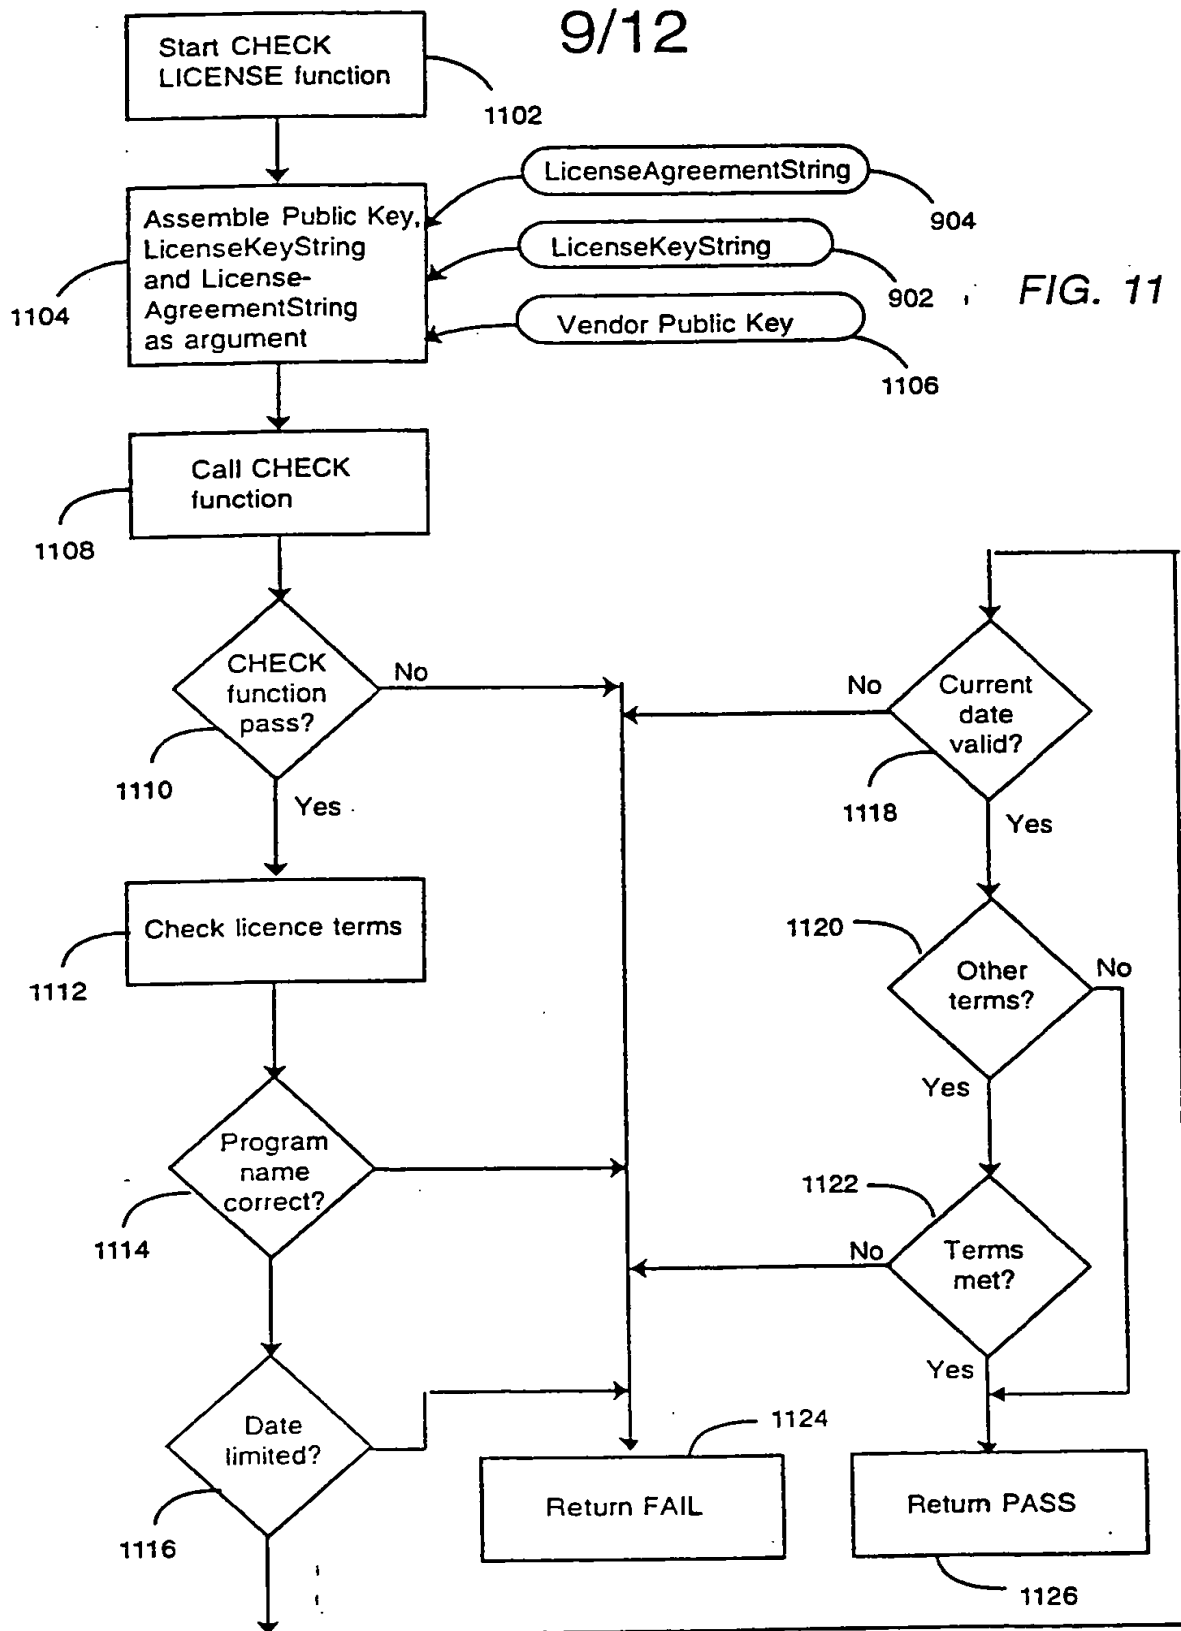 9/12
Start CHECK
LICENSE function
1102
LicenseAgreementString
904
Assemble Public Key,
LicenseKeyString
and License-
AgreementString
as argument
1104
LicenseKeyString
902
FIG. 11
Vendor Public Key
1106
Call CHECK
function
1108
CHECK
function
pass?
No
1110
Yes
No
Current
date
valid?
1118
Yes
Check licence terms
1112
1120
Other
terms?
No
Yes
Program
name
correct?
1114
1122
No
Terms
met?
Yes
Date
limited?
1116
1124
Return FAIL
Return PASS
1126